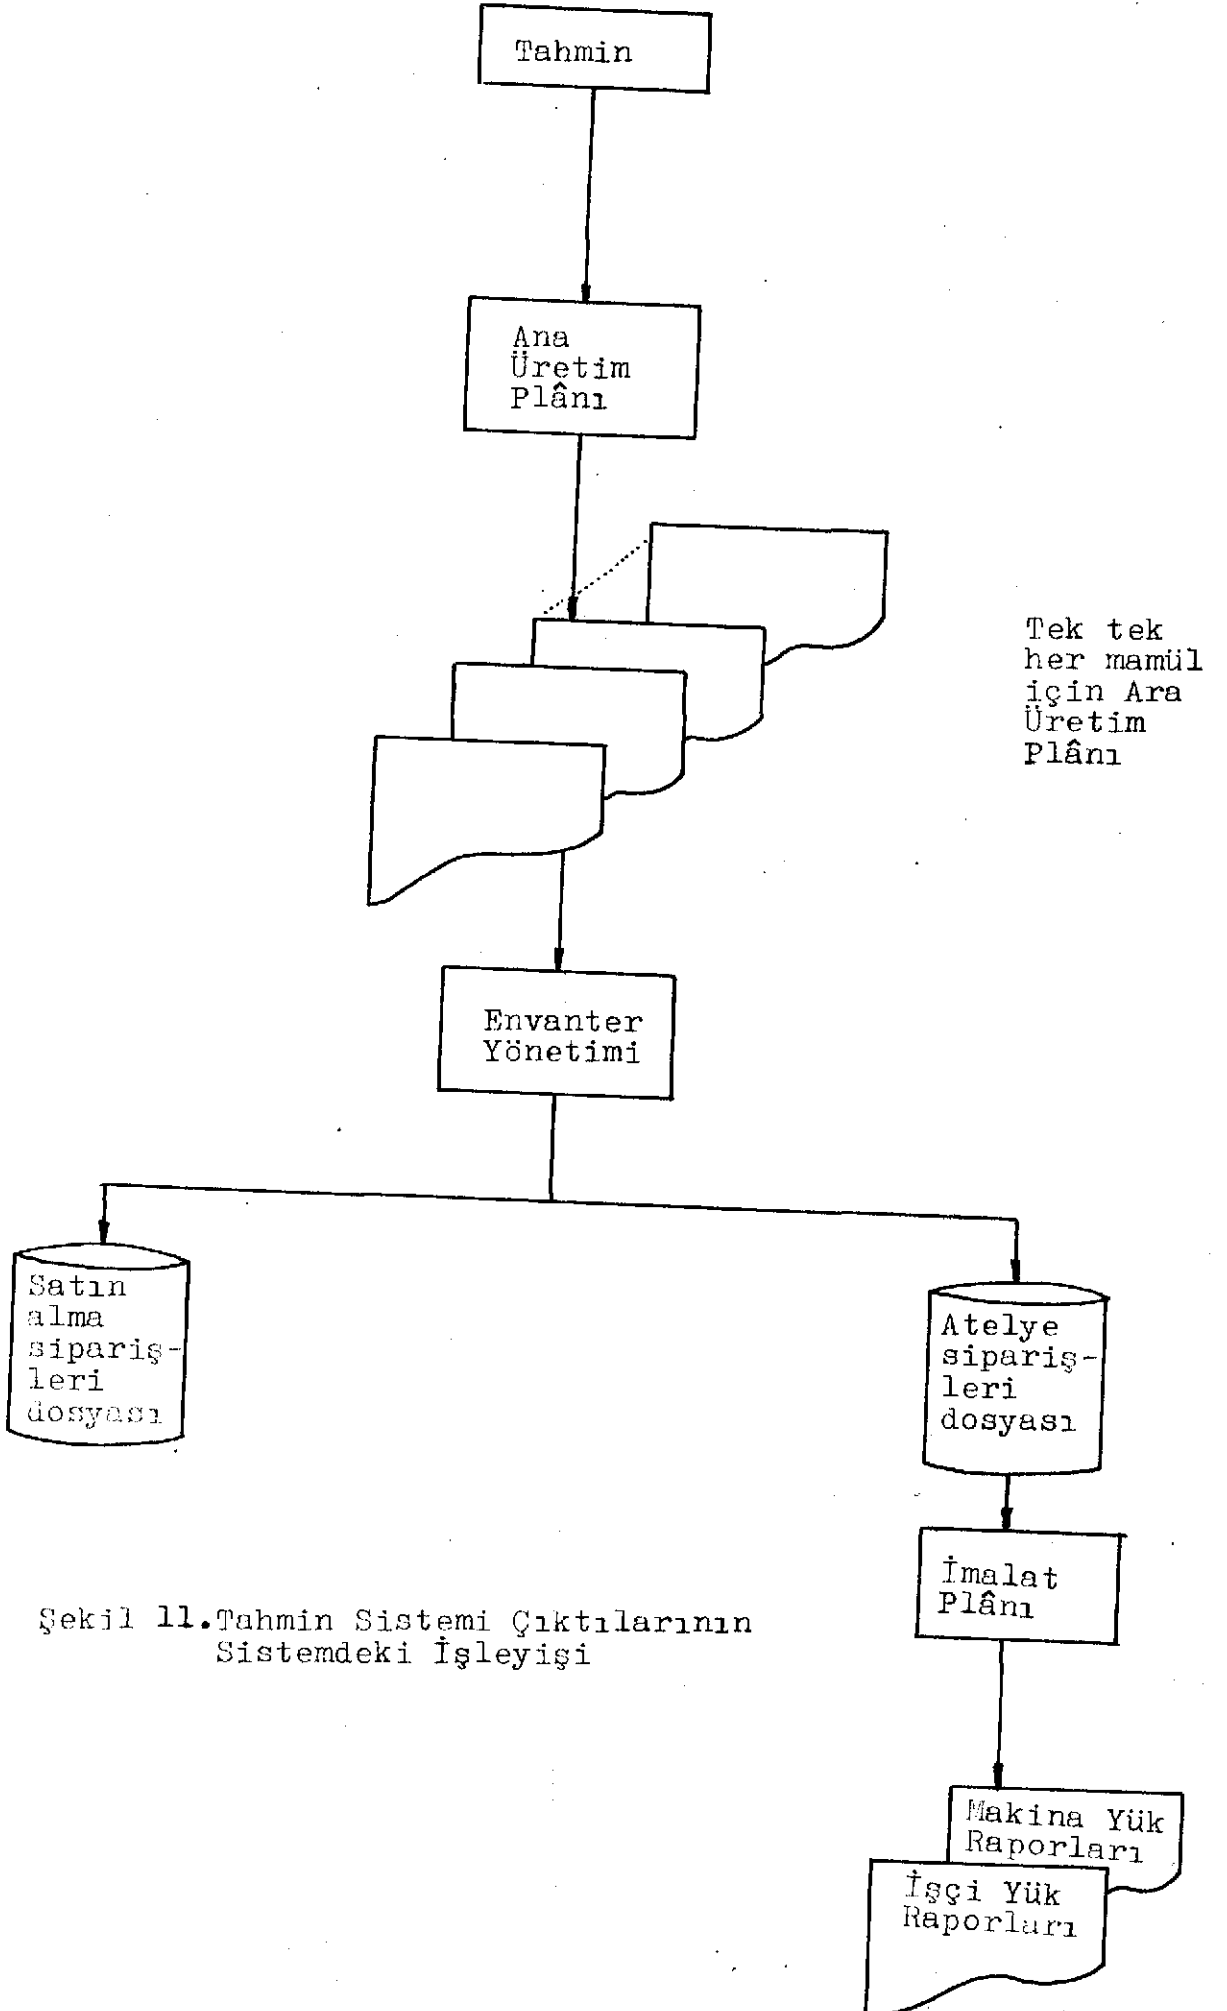 Tahmin
Ana
Üretim
Plânı
Tek tek
her mamül
için Ara
Üretim
Plânı
Envanter
Yönetimi
Satın
alma
sipariş-
leri
dosyası
Atelye
sipariş-
leri
dosyası
İmalat
Plânı
Şekil 11.Tahmin Sistemi Çıktılarının
Sistemdeki İşleyişi
Makina Yük
Raporları
İşçi Yük
Raporları